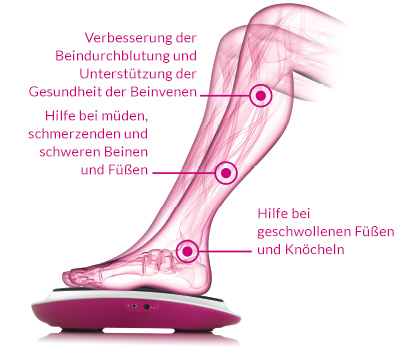 Verbesserung der
Beindurchblutung und
Unterstützung der
Gesundheit der Beinvenen
Hilfe bei müden,
schmerzenden und
schweren Beinen
und Füßen
Hilfe bei
geschwollenen Füßen
und Knöcheln